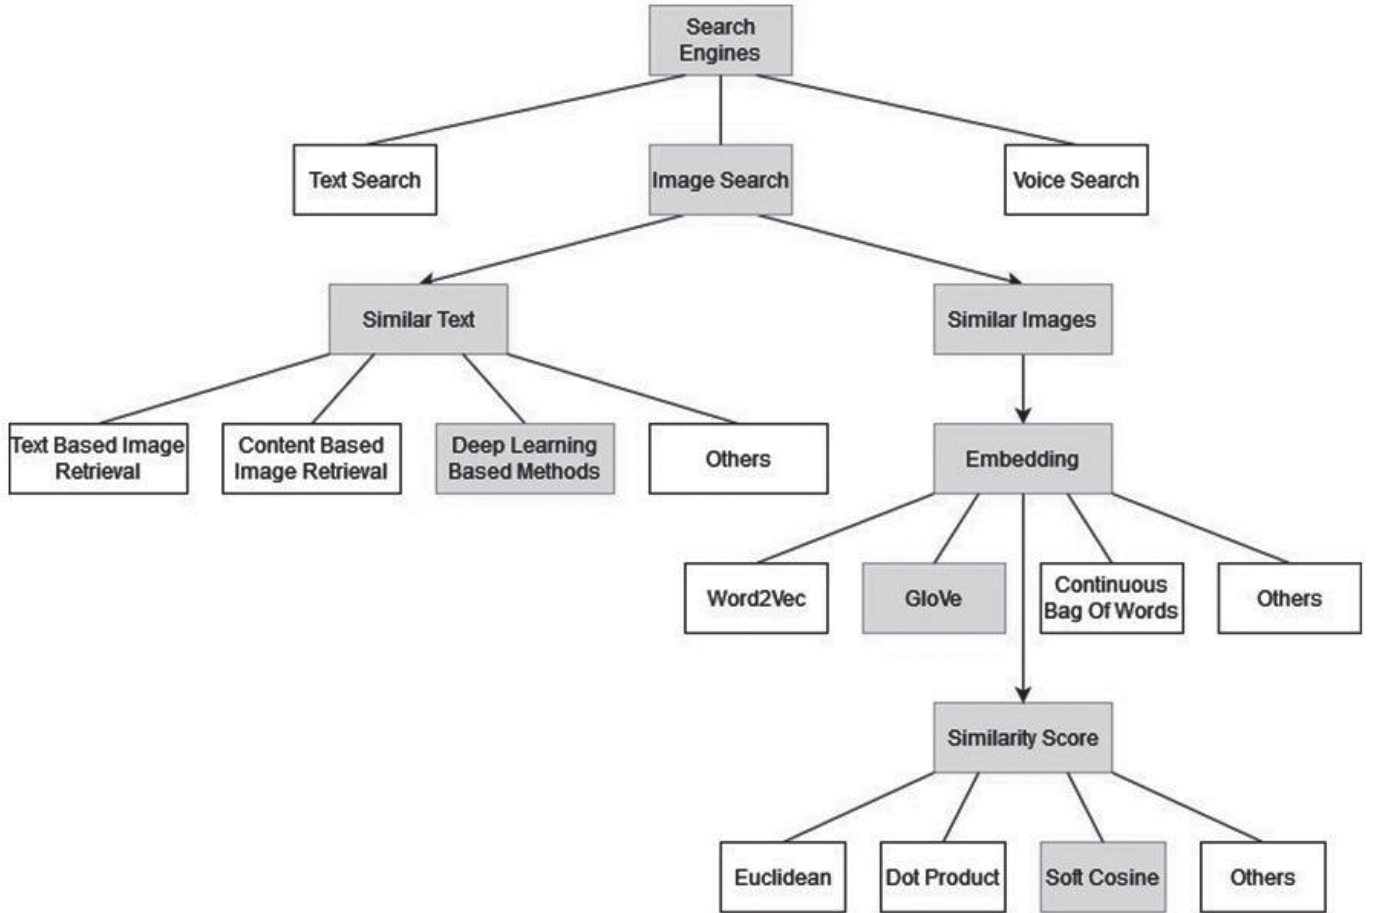 Search
Engines
Text Search
Image Search
Voice Search
Similar Text
Similar Images
Text Based Image
Retrieval
Content Based
Image Retrieval
Deep Learning
Based Methods
Others
Embedding
Word2Vec
GloVe
Continuous
Bag Of Words
Others
Similarity Score
Euclidean
Dot Product
Soft Cosine
Others